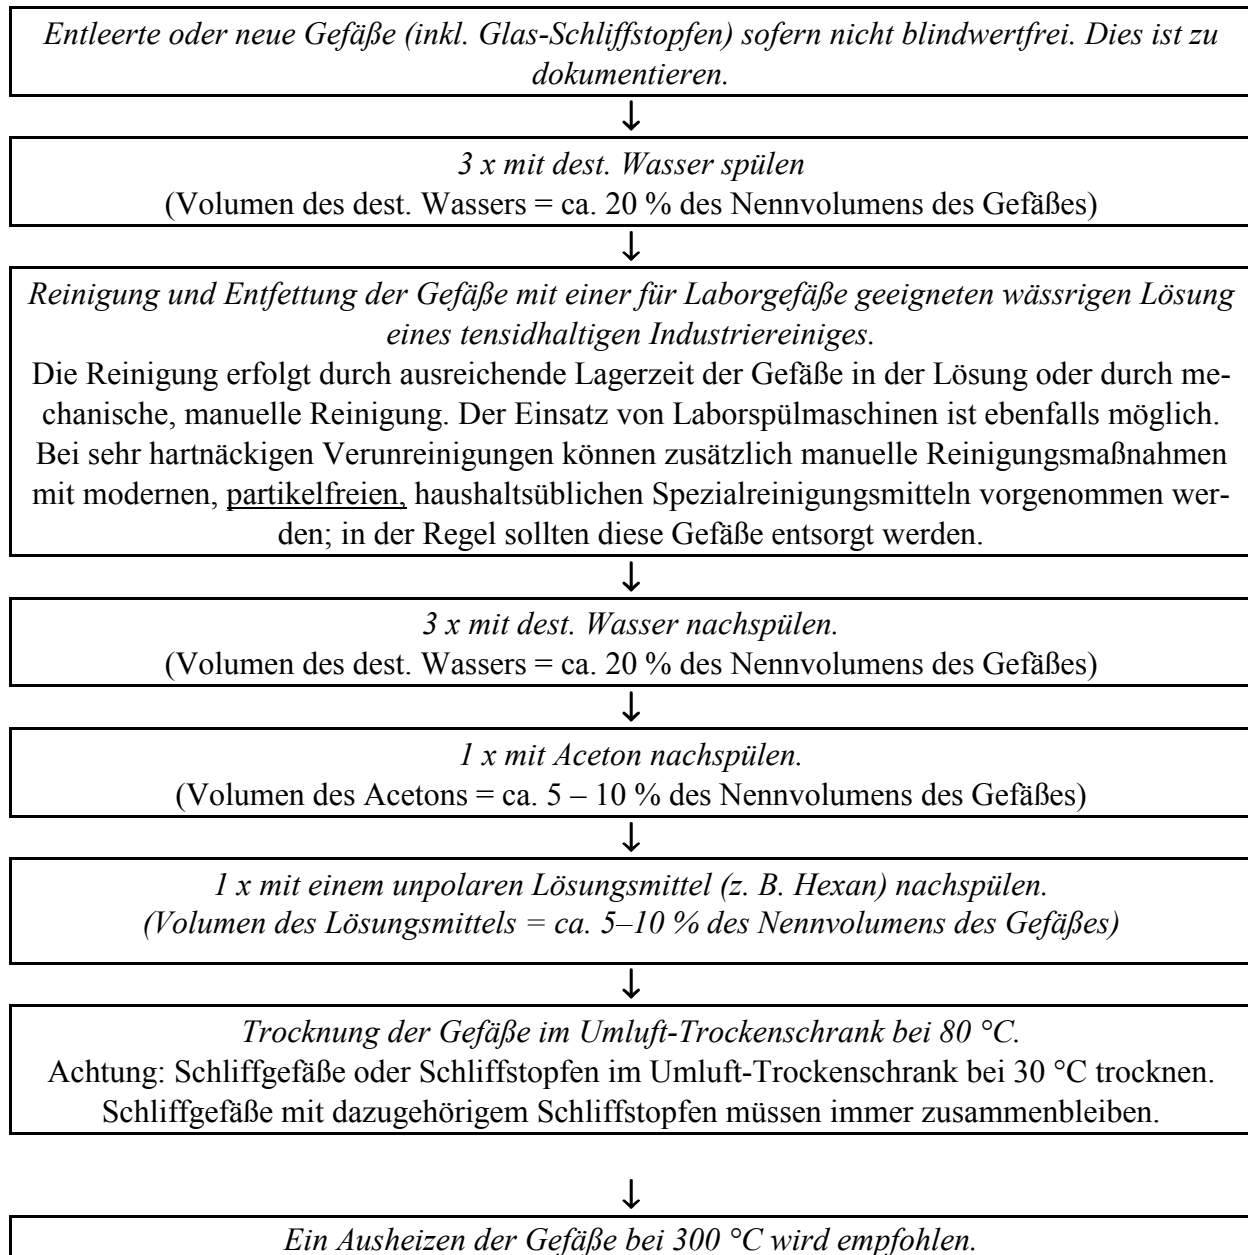 Entleerte oder neue Gefäße (inkl. Glas-Schliffstopfen) sofern nicht blindwertfrei. Dies ist zu
dokumentieren.
↓
3 x mit dest. Wasser spülen
(Volumen des dest. Wassers = ca. 20 % des Nennvolumens des Gefäßes)
↓
Reinigung und Entfettung der Gefäße mit einer für Laborgefäße geeigneten wässrigen Lösung
eines tensidhaltigen Industriereiniges.
Die Reinigung erfolgt durch ausreichende Lagerzeit der Gefäße in der Lösung oder durch me-
chanische, manuelle Reinigung. Der Einsatz von Laborspülmaschinen ist ebenfalls möglich.
Bei sehr hartnäckigen Verunreinigungen können zusätzlich manuelle Reinigungsmaßnahmen
mit modernen, partikelfreien, haushaltsüblichen Spezialreinigungsmitteln vorgenommen wer-
den; in der Regel sollten diese Gefäße entsorgt werden.
↓
3 x mit dest. Wasser nachspülen.
(Volumen des dest. Wassers = ca. 20 % des Nennvolumens des Gefäßes)
↓
1 x mit Aceton nachspülen.
(Volumen des Acetons = ca. 5 – 10 % des Nennvolumens des Gefäßes)
↓
1 x mit einem unpolaren Lösungsmittel (z. B. Hexan) nachspülen.
(Volumen des Lösungsmittels = ca. 5–10 % des Nennvolumens des Gefäßes)
↓
Trocknung der Gefäße im Umluft-Trockenschrank bei 80 °C.
Achtung: Schliffgefäße oder Schliffstopfen im Umluft-Trockenschrank bei 30 °C trocknen.
Schliffgefäße mit dazugehörigem Schliffstopfen müssen immer zusammenbleiben.
↓
Ein Ausheizen der Gefäße bei 300 °C wird empfohlen.